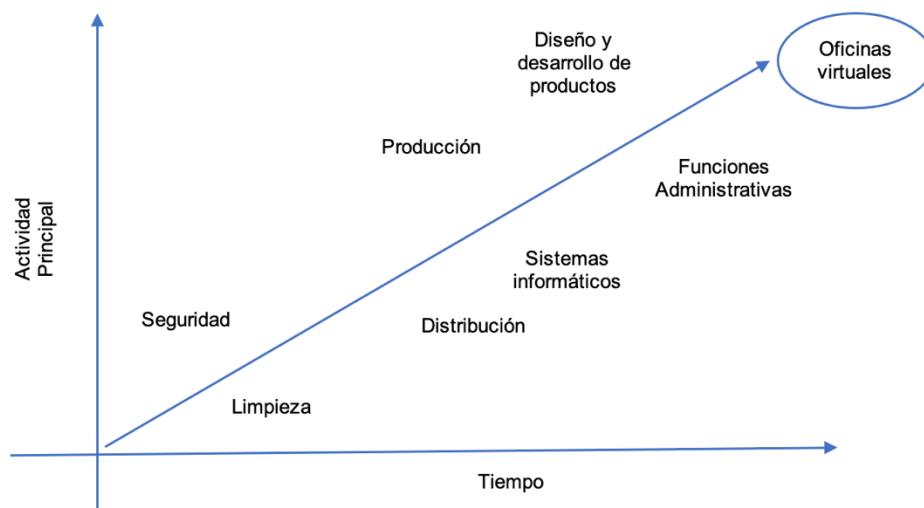 Diseño y
desarrollo de
productos
Oficinas
virtuales
Producción
Funciones
Administrativas
Actividad
Principal
Sistemas
informáticos
Seguridad
Distribución
Limpieza
Tiempo